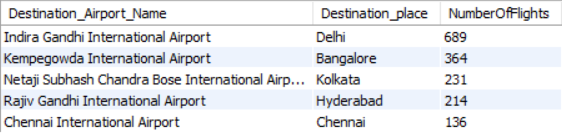 Destination_Airport_Name Destination_place NumberOfFlights
Indira Gandhi International Airport Delhi 689
Kempegowda International Airport Bangalore 364
Netaji Subhash Chandra Bose International Airp... Kolkata 231
Rajiv Gandhi International Airport Hyderabad 214
Chennai International Airport Chennai 136